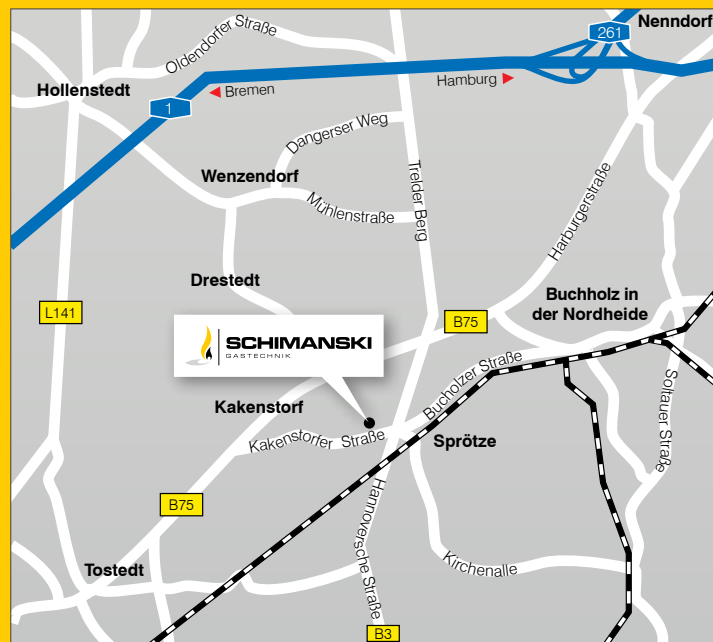 261
Nenndorf
Oldendorfer Straße
Hollenstedt
Bremen
Hamburg
1
Dangerser Weg
Wenzendorf
Mühlenstraße
Treider Berg
Harburgerstraße
Drestedt
Buchholz in
der Nordheide
L141
B75
SCHIMANSKI
GASTECHNIK
Bucholzer Straße
Soltauer Straße
Kakenstorf
Kakenstorfer Straße
Sprötze
B75
Hannoversche Straße
Kirchenalle
Tostedt
B3